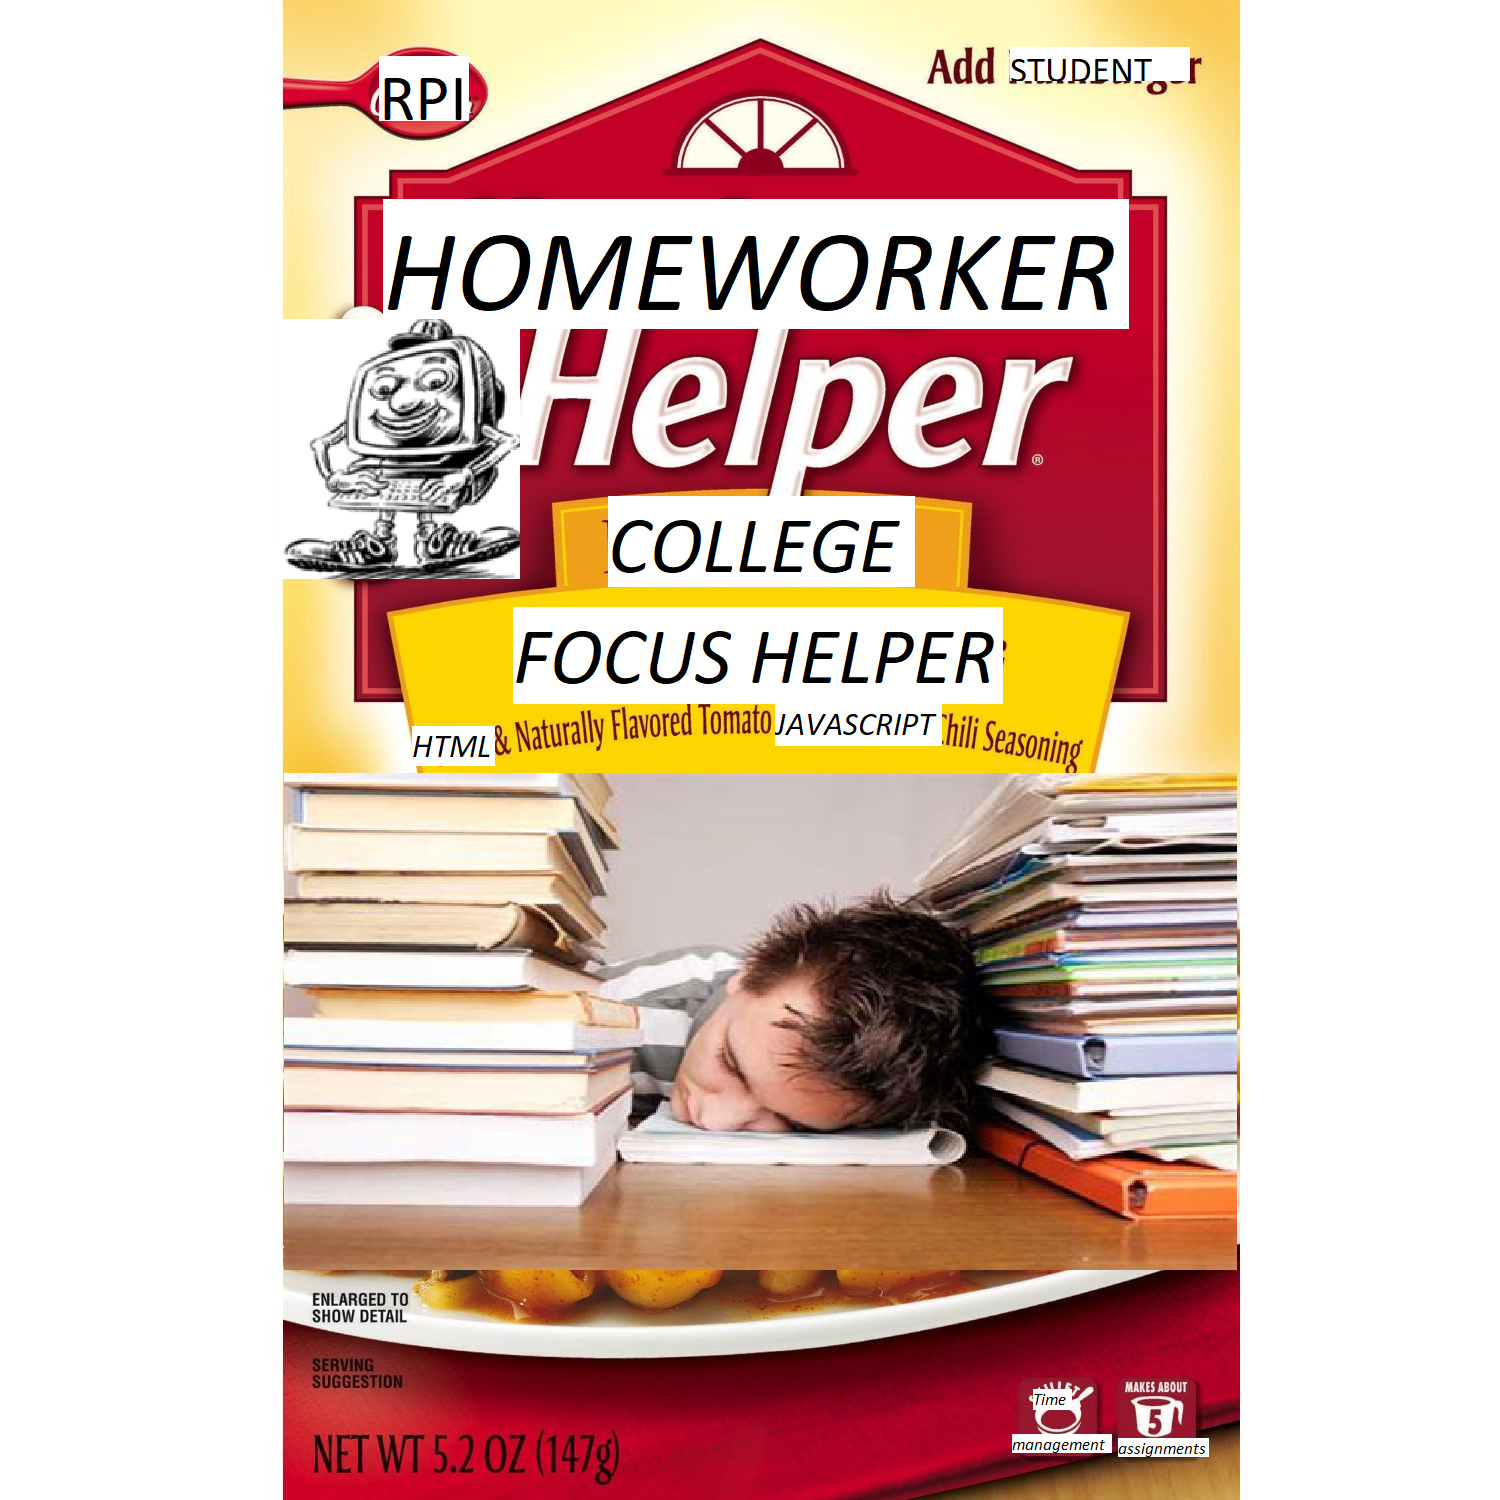 RPI
Add STUDENT
HOMEWORKER
Helper®
COLLEGE
FOCUS HELPER
HTML & Naturally Flavored Tomato JAVASCRIPT Chili Seasoning
ENLARGED TO
SHOW DETAIL
SERVING
SUGGESTION
NET WT 5.2 OZ (147g)
Time
management
MAKES ABOUT
5
assignments